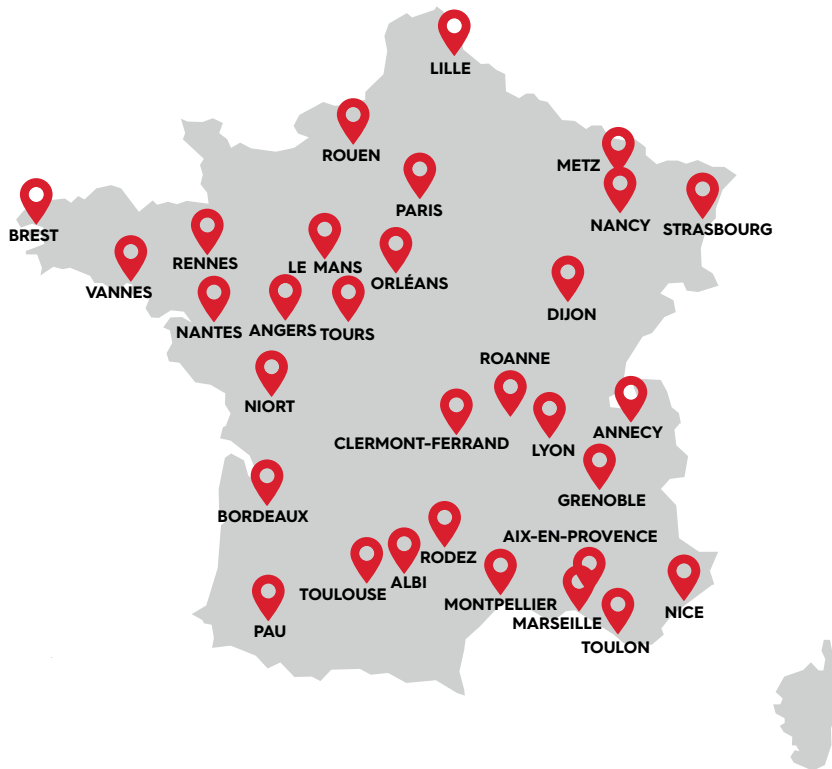 LILLE
ROUEN
METZ
PARIS
NANCY
STRASBOURG
BREST
RENNES
LE MANS
ORLÉANS
VANNES
DIJON
NANTES
ANGERS
TOURS
ROANNE
NIORT
ANNECY
CLERMONT-FERRAND
LYON
GRENOBLE
BORDEAUX
AIX-EN-PROVENCE
RODEZ
ALBI
TOULOUSE
MONTPELLIER
NICE
MARSEILLE
PAU
TOULON